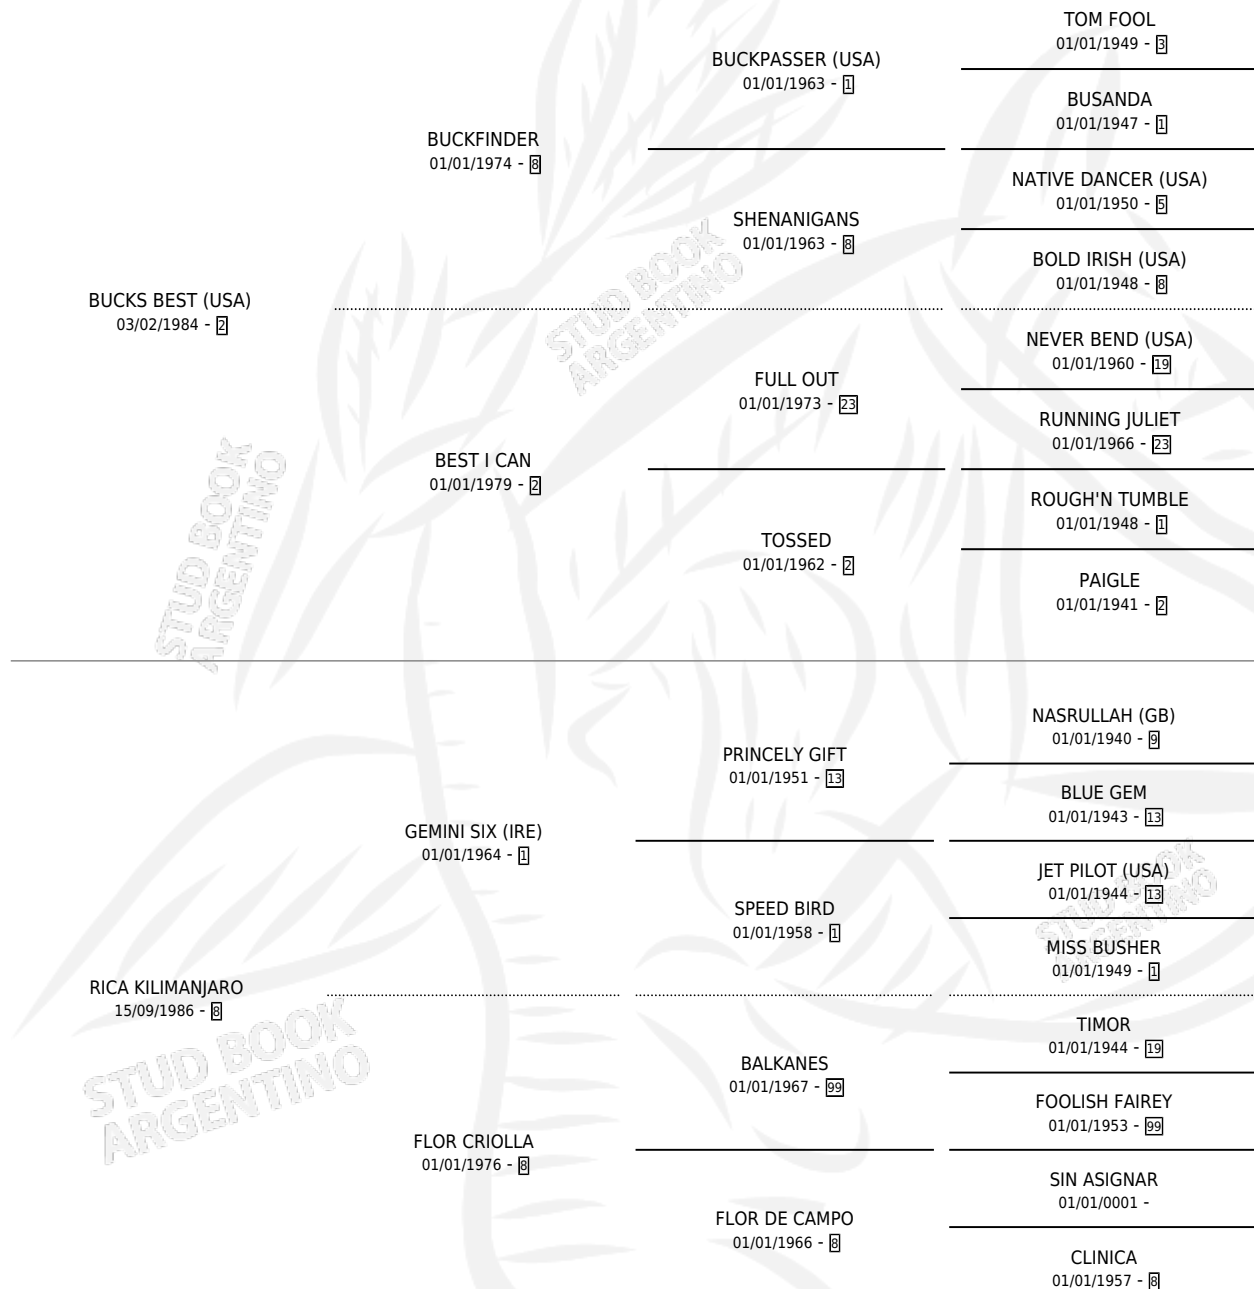 TOM FOOL
01/01/1949 - 3
BUCKPASSER (USA)
01/01/1963 - 1
BUSANDA
01/01/1947 - 1
BUCKFINDER
01/01/1974 - 8
NATIVE DANCER (USA)
01/01/1950 - 5
SHENANIGANS
01/01/1963 - 8
BOLD IRISH (USA)
01/01/1948 - 8
BUCKS BEST (USA)
03/02/1984 - 2
NEVER BEND (USA)
01/01/1960 - 19
FULL OUT
01/01/1973 - 23
RUNNING JULIET
01/01/1966 - 23
BEST I CAN
01/01/1979 - 2
ROUGH'N TUMBLE
01/01/1948 - 1
TOSSED
01/01/1962 - 2
PAIGLE
01/01/1941 - 2
NASRULLAH (GB)
01/01/1940 - 9
PRINCELY GIFT
01/01/1951 - 13
BLUE GEM
01/01/1943 - 13
GEMINI SIX (IRE)
01/01/1964 - 1
JET PILOT (USA)
01/01/1944 - 13
SPEED BIRD
01/01/1958 - 1
MISS BUSHER
01/01/1949 - 1
RICA KILIMANJARO
15/09/1986 - 8
TIMOR
01/01/1944 - 19
BALKANES
01/01/1967 - 99
FOOLISH FAIREY
01/01/1953 - 99
FLOR CRIOLLA
01/01/1976 - 8
SIN ASIGNAR
01/01/0001 -
FLOR DE CAMPO
01/01/1966 - 8
CLINICA
01/01/1957 - 8
STUD BOOK
ARGENTINO
STUD BOOK
ARGENTINO
STUD BOOK
ARGENTINO
STUD BOOK
ARGENTINO